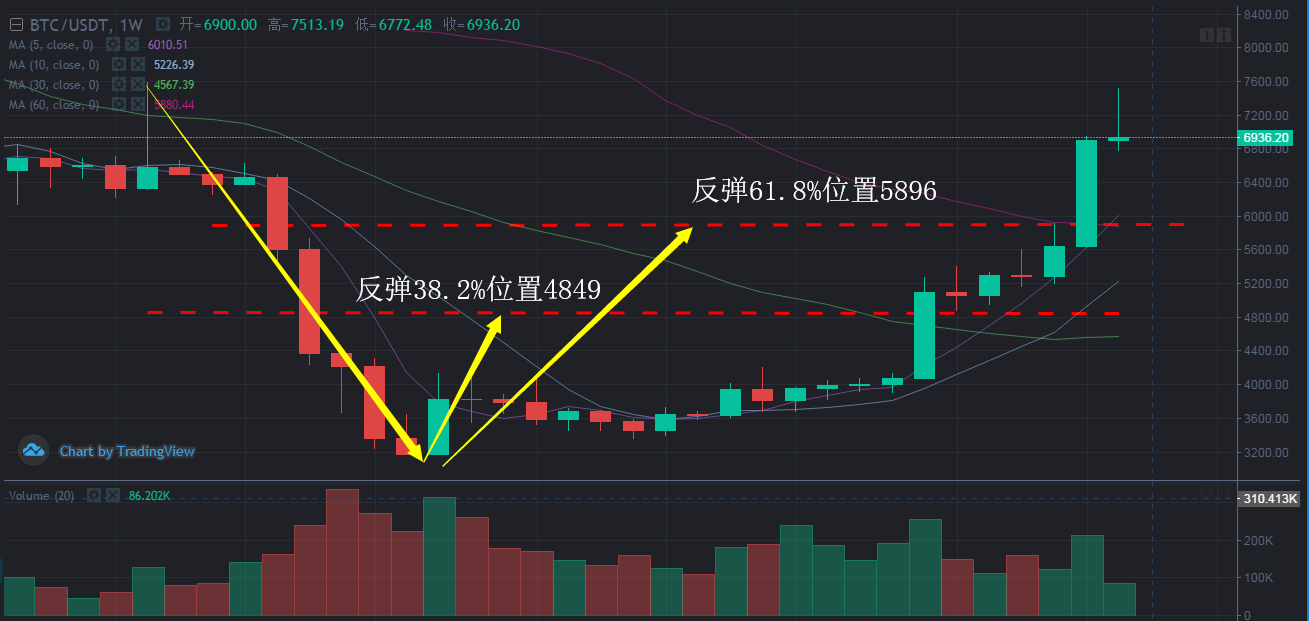 BTC/USDT, 1W 开=6900.00 高=7513.19 低=6772.48 收=6936.20
MA (5, close, 0) 6010.51
MA (10, close, 0) 5226.39
MA (30, close, 0) 4567.39
MA (60, close, 0) 5880.44
8400.00
8000.00
7600.00
7200.00
6936.20
6800.00
6400.00
反弹61.8%位置5896
6000.00
5600.00
5200.00
反弹38.2%位置4849
4800.00
4400.00
4000.00
3600.00
3200.00
Chart by TradingView
Volume (20) 86.202K
310.413K
200K
100K
0